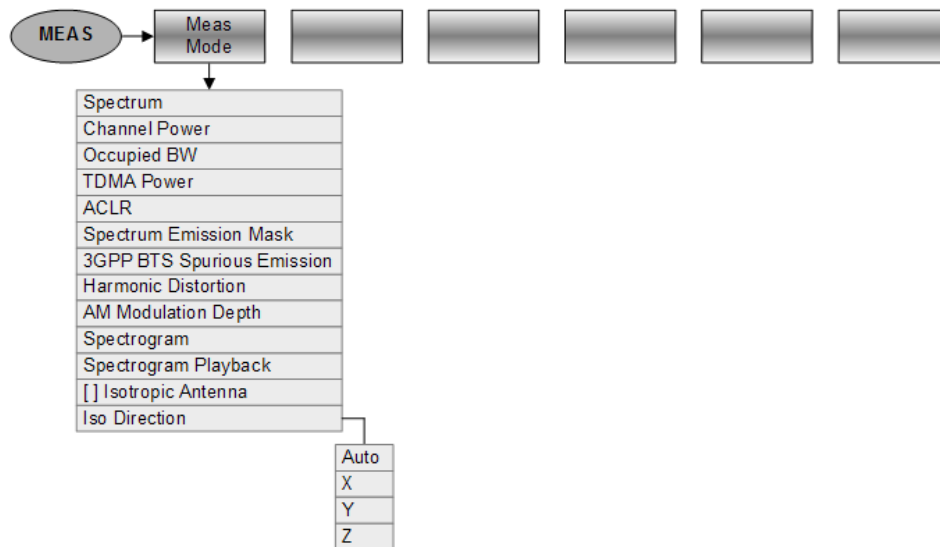 MEAS
Meas
Mode
Spectrum
Channel Power
Occupied BW
TDMA Power
ACLR
Spectrum Emission Mask
3GPP BTS Spurious Emission
Harmonic Distortion
AM Modulation Depth
Spectrogram
Spectrogram Playback
[ ] Isotropic Antenna
Iso Direction
Auto
X
Y
Z